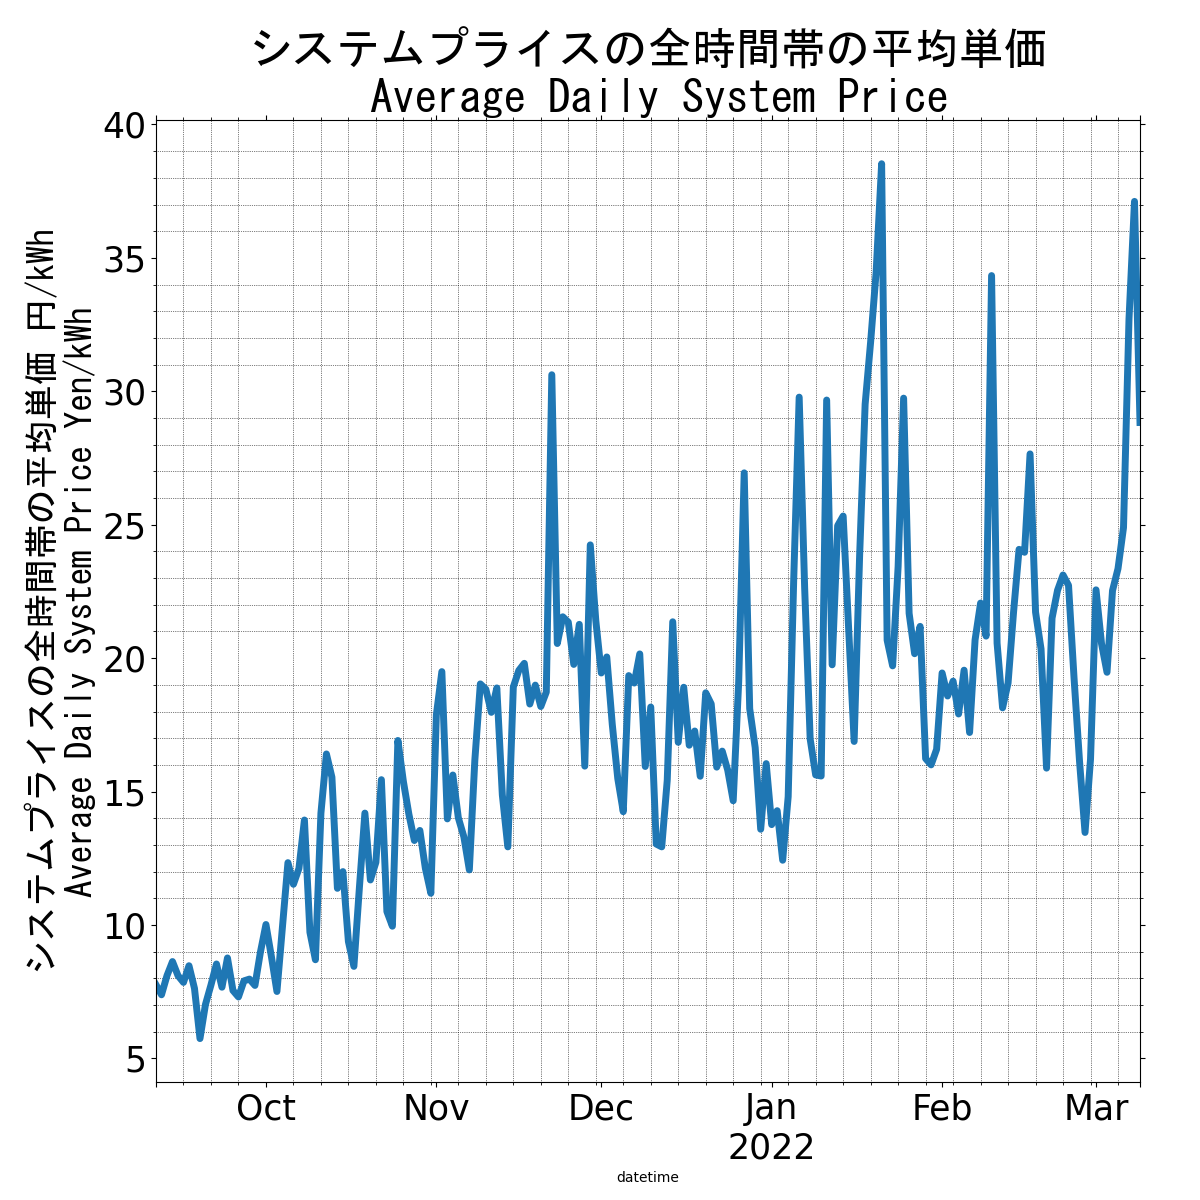 システムプライスの全時間帯の平均単価
Average Daily System Price
システムプライスの全時間帯の平均単価 円/kWh
Average Daily System Price Yen/kWh
40
35
30
25
20
15
10
5
Oct
Nov
Dec
Jan
2022
Feb
Mar
datetime